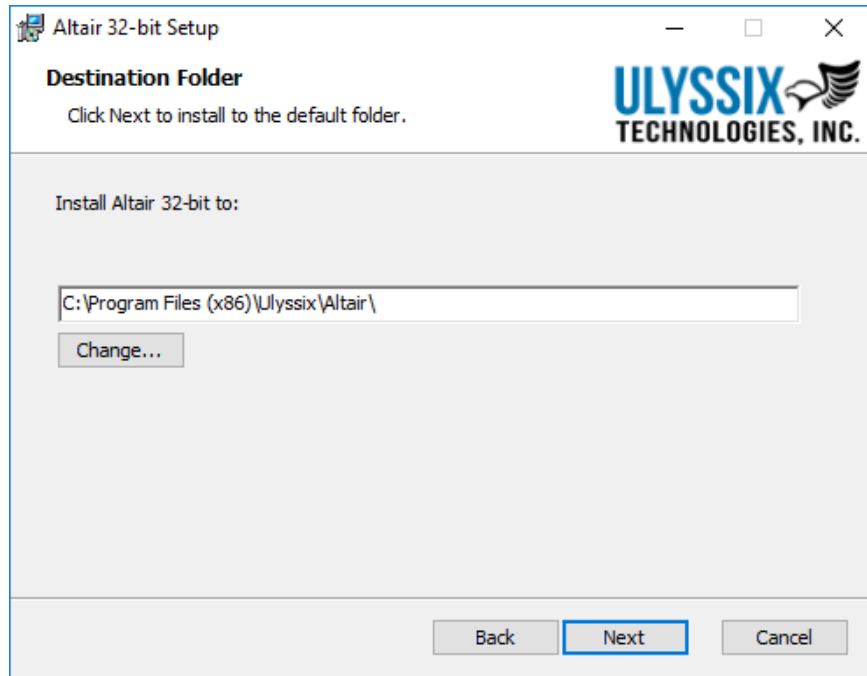 Altair 32-bit Setup
Destination Folder
Click Next to install to the default folder.
ULYSSIX
TECHNOLOGIES, INC.
Install Altair 32-bit to:
C:\Program Files (x86)\Ulyssix\Altair\
Change...
Back
Next
Cancel